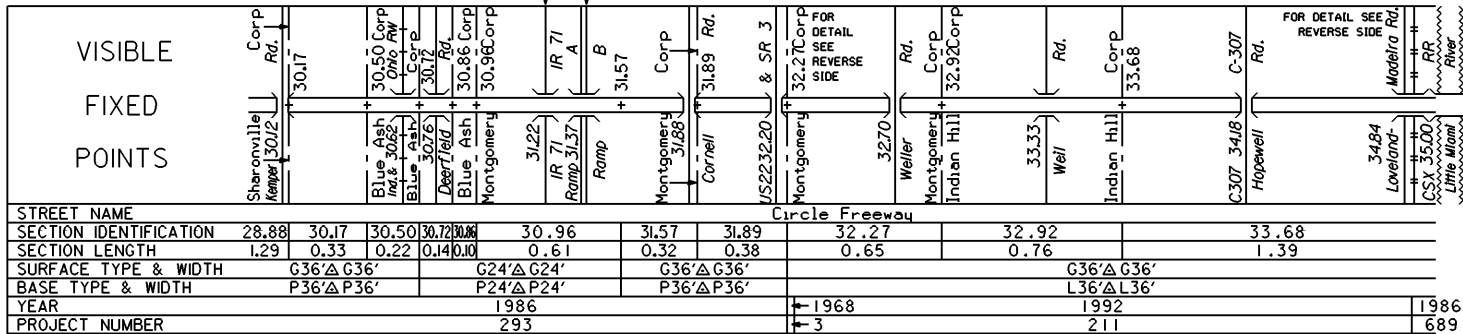 VISIBLE
FIXED
POINTS
Sharonville Corp
Kemper Rd.
30.12
30.17
Blue Ash Corp
30.50
Ind. & Ohio RW
30.62
Blue Ash Corp
30.72
30.76
Deerfield Rd.
Blue Ash Corp
30.86
Montgomery Corp
30.96
31.22
IR 71 IR 71
Ramp A
31.37
Ramp B
31.57
Montgomery Corp
31.88
31.89
Cornell Rd.
US22 & SR 3
32.20
Montgomery Corp
32.27
FOR
DETAIL
SEE
REVERSE
SIDE
32.70
Weller Rd.
Montgomery Corp
32.92
Indian Hill Corp
33.33
Weil Rd.
Indian Hill Corp
33.68
C307 C-307
34.18
Hopewell Rd.
FOR DETAIL SEE
REVERSE SIDE
34.84
Loveland-Madeira Rd.
CSX RR
35.00
Little Miami River
STREET NAME Circle Freeway
SECTION IDENTIFICATION 28.88 30.17 30.50 30.72 30.86 30.96 31.57 31.89 32.27 32.92 33.68
SECTION LENGTH 1.29 0.33 0.22 0.14 0.10 0.61 0.32 0.38 0.65 0.76 1.39
SURFACE TYPE & WIDTH G36'△G36' G24'△G24' G36'△G36' G36'△G36'
BASE TYPE & WIDTH P36'△P36' P24'△P24' P36'△P36' L36'△L36'
YEAR 1986 ←1968 1992 1986
PROJECT NUMBER 293 ←3 211 689